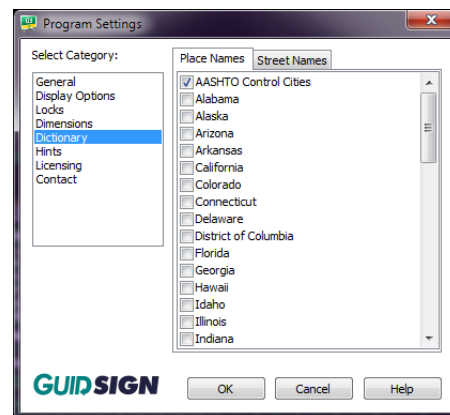 Program Settings
Select Category:
General
Display Options
Locks
Dimensions
Dictionary
Hints
Licensing
Contact
Place Names
Street Names
AASHTO Control Cities
Alabama
Alaska
Arizona
Arkansas
California
Colorado
Connecticut
Delaware
District of Columbia
Florida
Georgia
Hawaii
Idaho
Illinois
Indiana
GUIDSIGN
OK
Cancel
Help